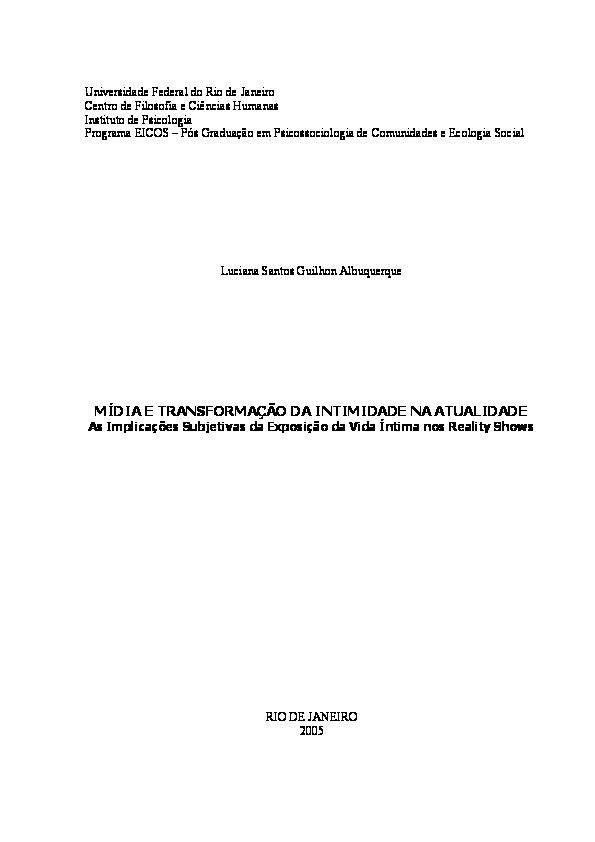 Universidade Federal do Rio de Janeiro
Centro de Filosofia e Ciências Humanas
Instituto de Psicologia
Programa EICOS – Pós Graduação em Psicossociologia de Comunidades e Ecologia Social
Luciana Santos Guilhon Albuquerque
MÍDIA E TRANSFORMAÇÃO DA INTIMIDADE NA ATUALIDADE
As Implicações Subjetivas da Exposição da Vida Íntima nos Reality Shows
RIO DE JANEIRO
2005